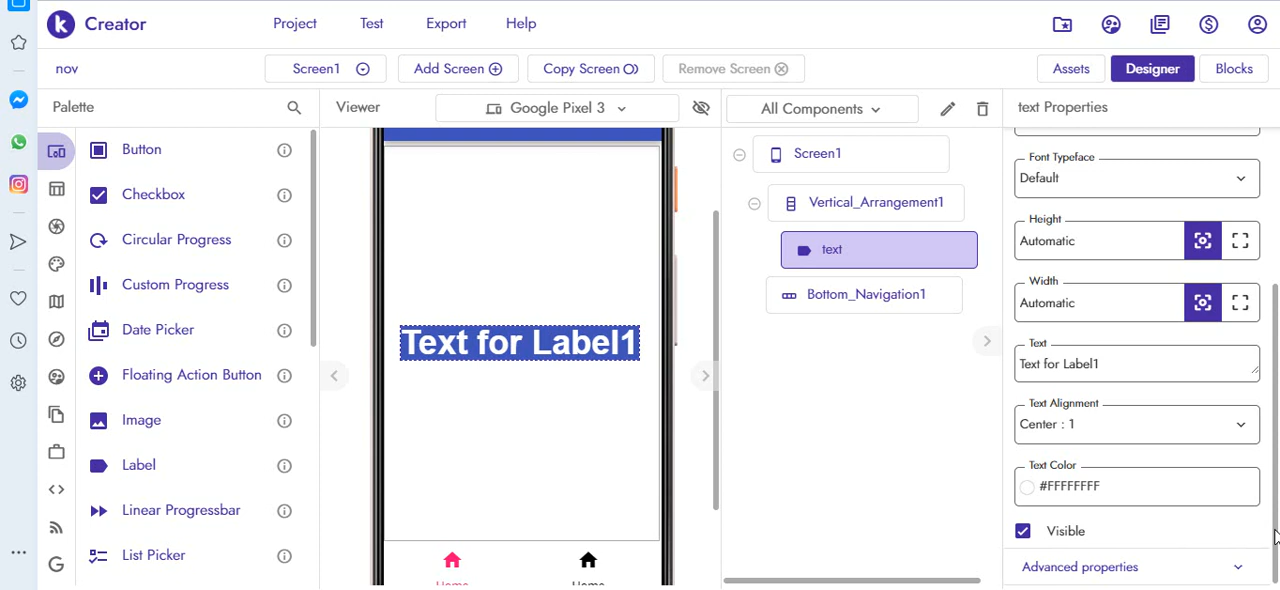 Creator
Project
Test
Export
Help
nov
Screen1
Add Screen
Copy Screen
Remove Screen
Assets
Designer
Blocks
Palette
Viewer
Google Pixel 3
All Components
text Properties
Button
Checkbox
Circular Progress
Custom Progress
Date Picker
Floating Action Button
Image
Label
Linear Progressbar
List Picker
Text for Label1
Home
Home
Screen1
Vertical_Arrangement1
text
Bottom_Navigation1
Font Typeface
Default
Height
Automatic
Width
Automatic
Text
Text for Label1
Text Alignment
Center : 1
Text Color
#FFFFFFFF
Visible
Advanced properties